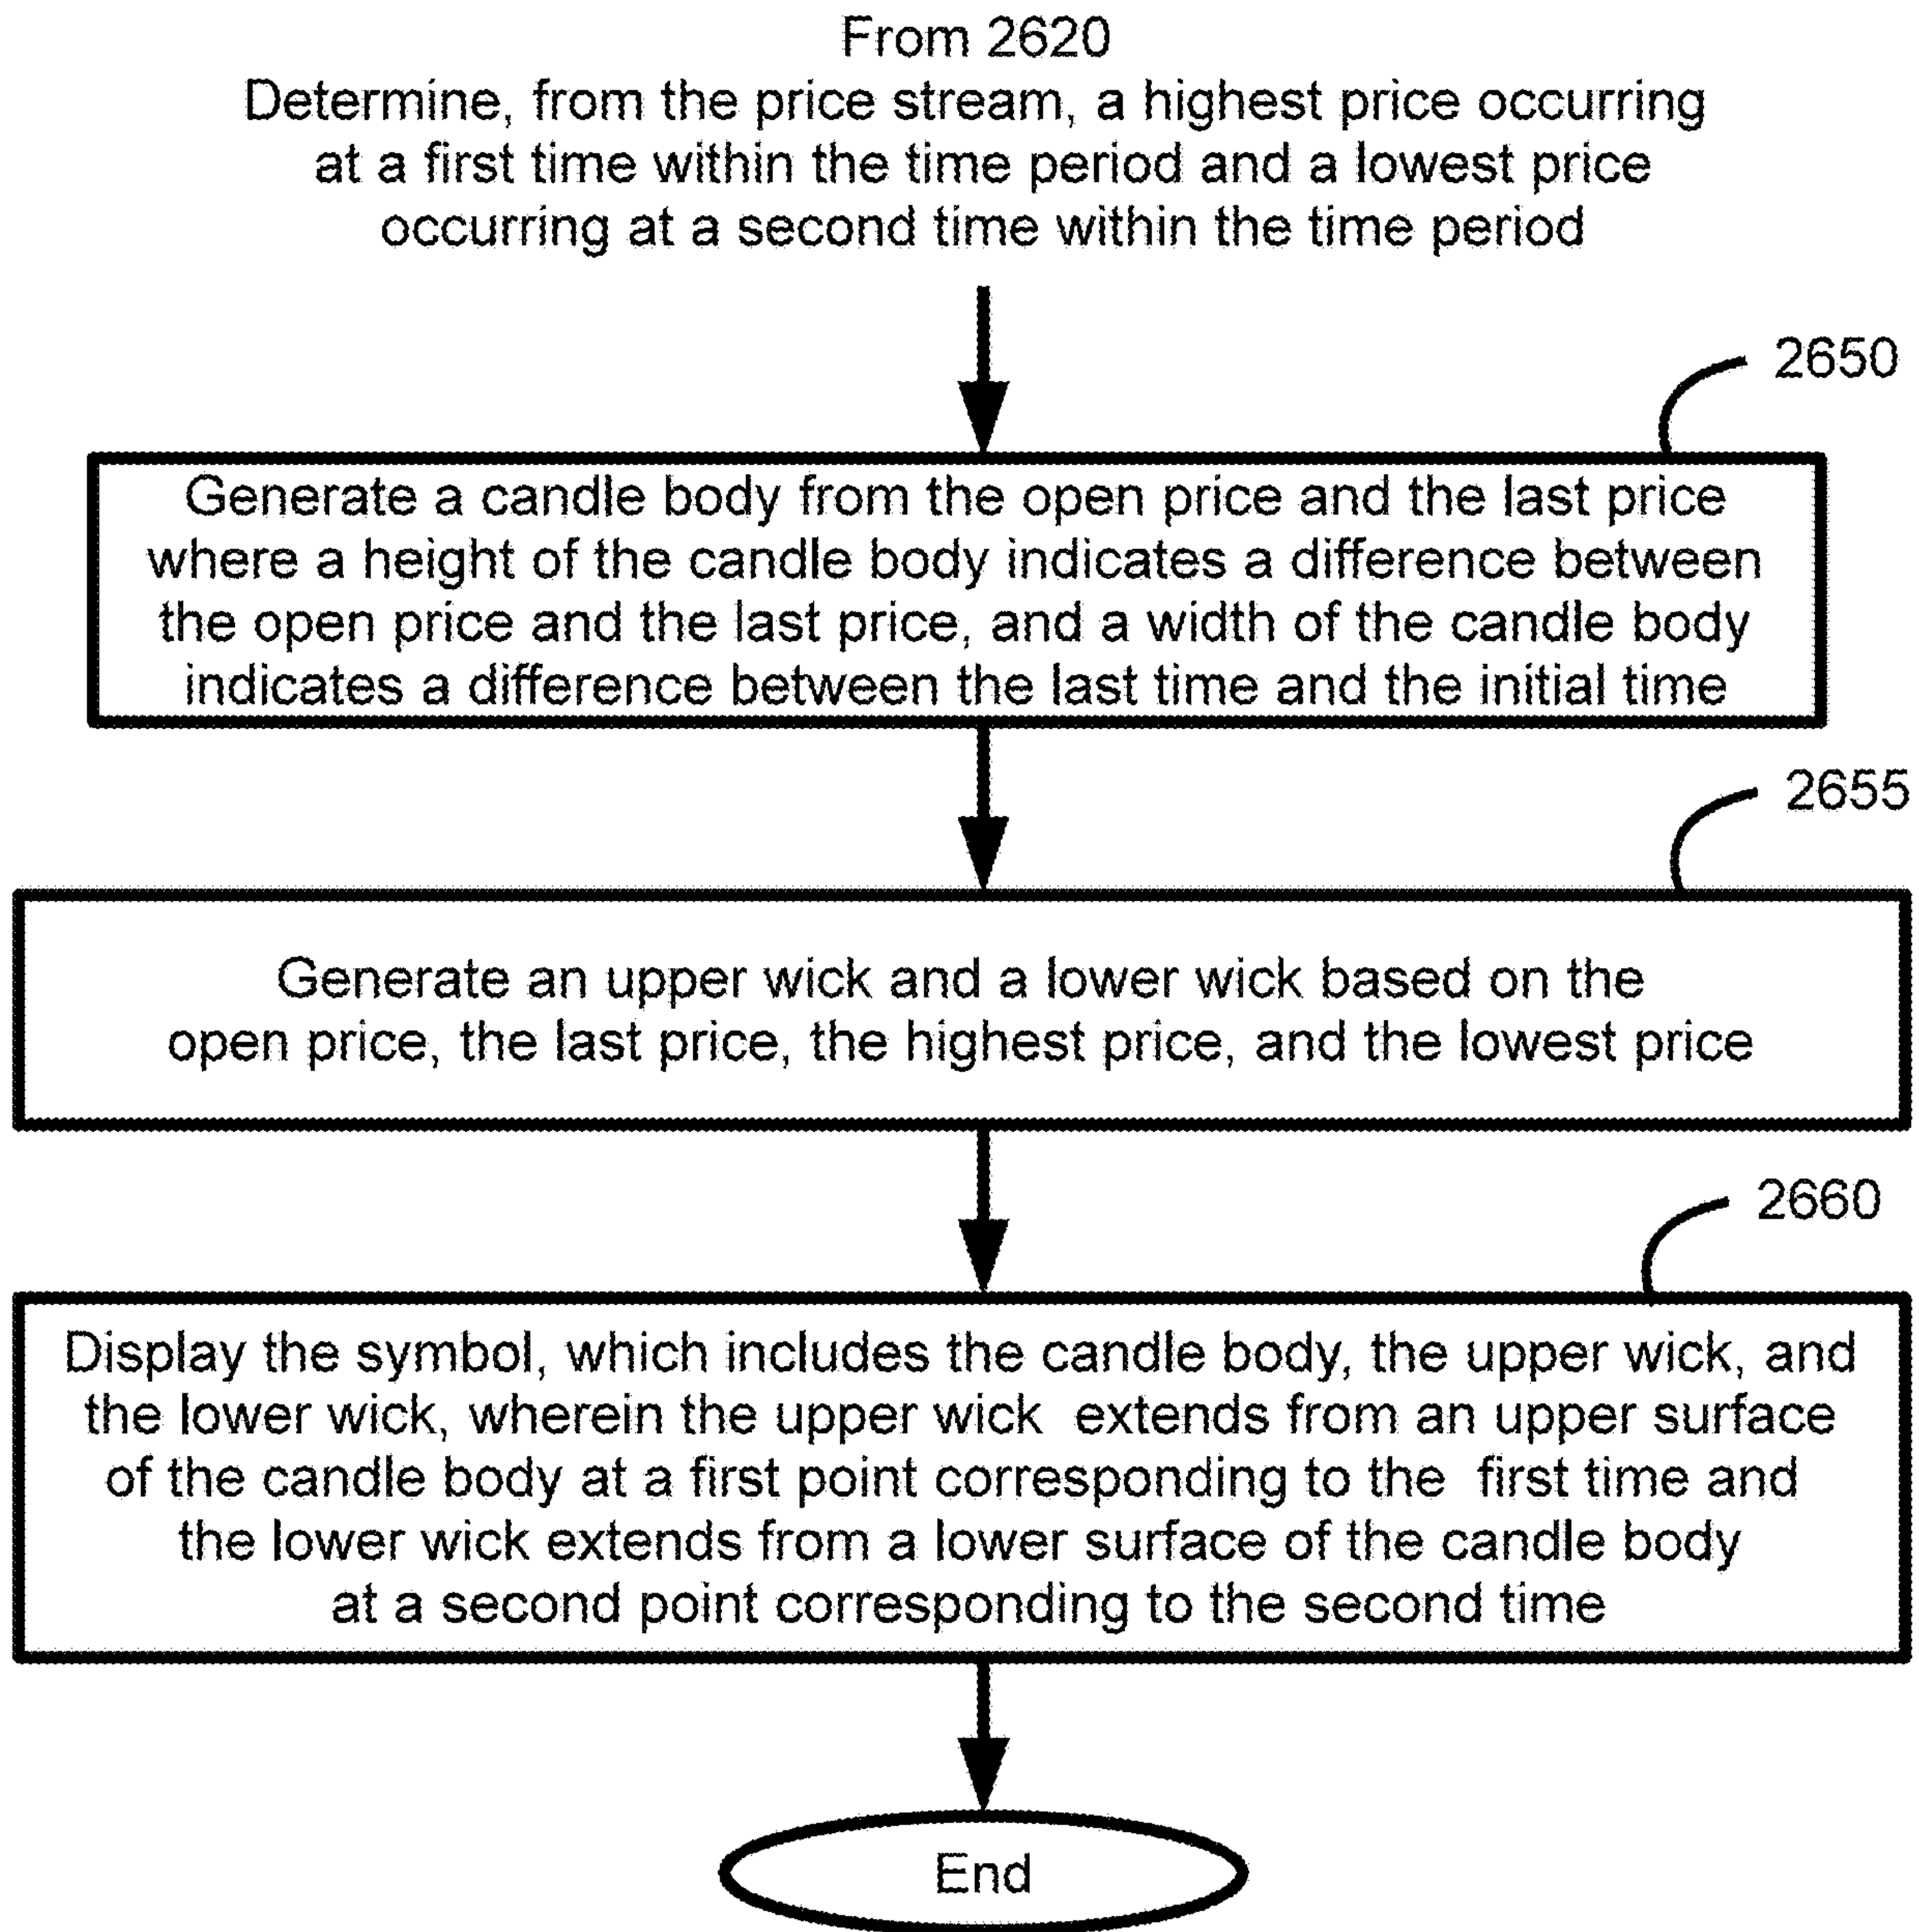 From 2620
Determine, from the price stream, a highest price occurring
at a first time within the time period and a lowest price
occurring at a second time within the time period
2650
Generate a candle body from the open price and the last price
where a height of the candle body indicates a difference between
the open price and the last price, and a width of the candle body
indicates a difference between the last time and the initial time
2655
Generate an upper wick and a lower wick based on the
open price, the last price, the highest price, and the lowest price
2660
Display the symbol, which includes the candle body, the upper wick, and
the lower wick, wherein the upper wick extends from an upper surface
of the candle body at a first point corresponding to the first time and
the lower wick extends from a lower surface of the candle body
at a second point corresponding to the second time
End